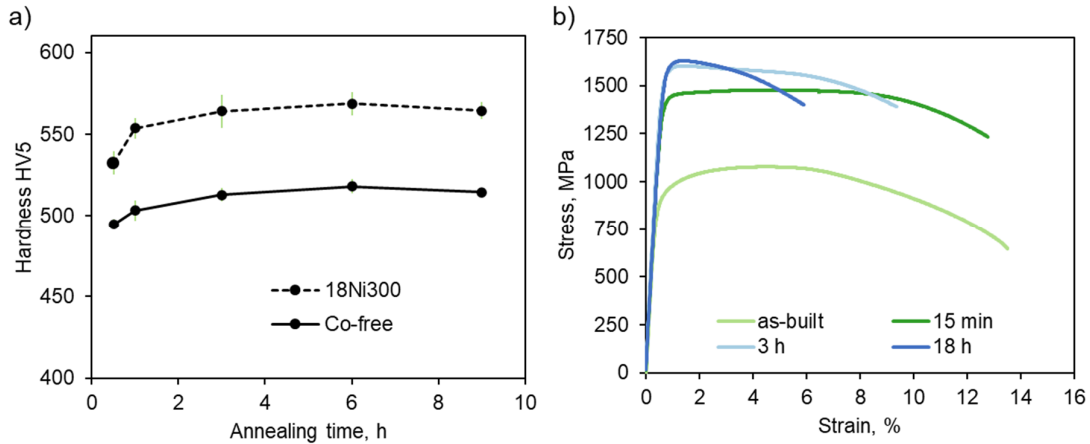 a)
Hardness HV5
600
550
500
450
400
0 2 4 6 8 10
Annealing time, h
18Ni300
Co-free
b)
Stress, MPa
1750
1500
1250
1000
750
500
250
0
0 2 4 6 8 10 12 14 16
Strain, %
as-built 15 min
3 h 18 h